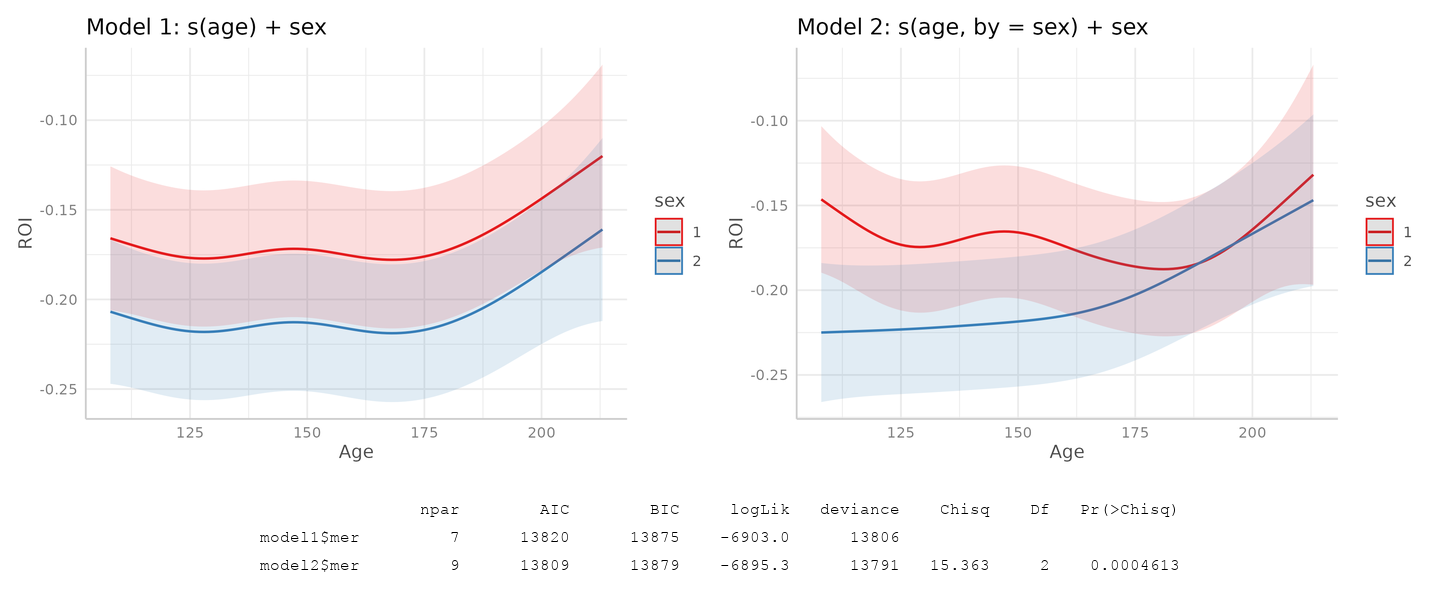 Model 1: s(age) + sex
-0.10
-0.15
-0.20
-0.25
ROI
125 150 175 200
Age
sex
1
2
Model 2: s(age, by = sex) + sex
-0.10
-0.15
-0.20
-0.25
ROI
125 150 175 200
Age
sex
1
2
npar AIC BIC logLik deviance Chisq Df Pr(>Chisq)
model1$mer 7 13820 13875 -6903.0 13806
model2$mer 9 13809 13879 -6895.3 13791 15.363 2 0.0004613